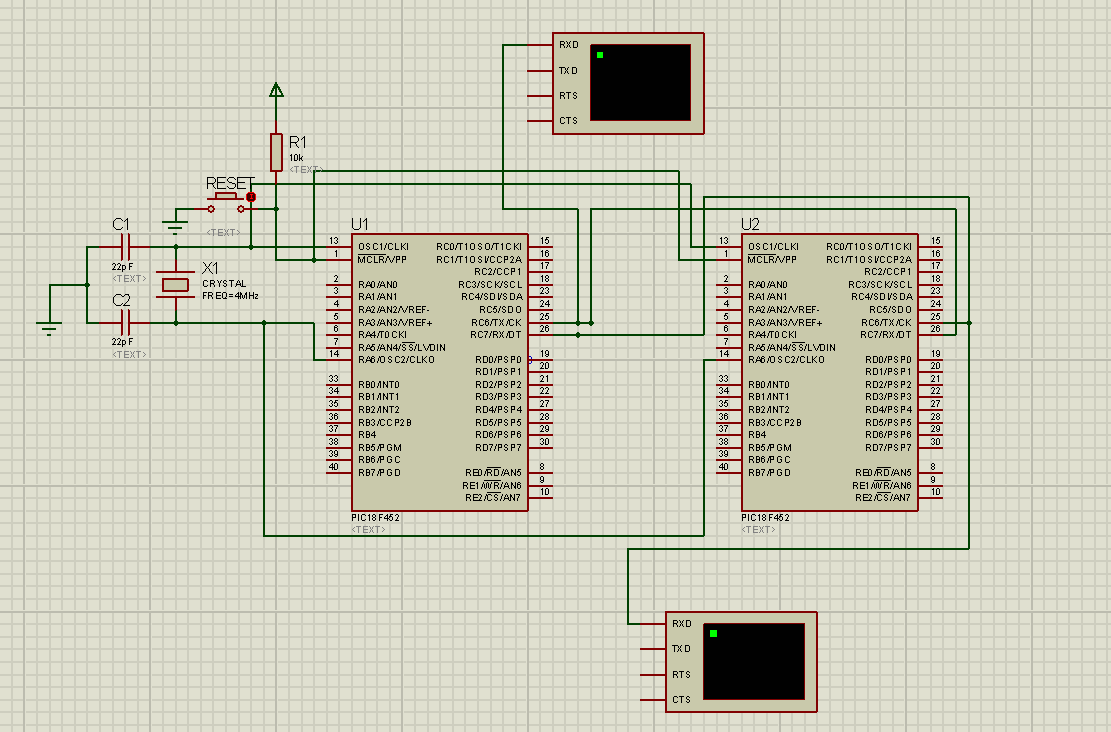 RXD
TXD
RTS
CTS
R1
10k
<TEXT>
RESET
<TEXT>
C1
22pF
<TEXT>
X1
CRYSTAL
FREQ=4MHz
C2
22pF
<TEXT>
U1
13 OSC1/CLKI RC0/T1OSO/T1CKI 15
1 MCLR/VPP RC1/T1OSI/CCP2A 16
RC2/CCP1 17
2 RA0/AN0 RC3/SCK/SCL 18
3 RA1/AN1 RC4/SDI/SDA 23
4 RA2/AN2/VREF- RC5/SDO 24
5 RA3/AN3/VREF+ RC6/TX/CK 25
6 RA4/T0CKI RC7/RX/DT 26
7 RA5/AN4/SS/LVDIN
14 RA6/OSC2/CLKO RD0/PSP0 19
RD1/PSP1 20
33 RB0/INT0 RD2/PSP2 21
34 RB1/INT1 RD3/PSP3 22
35 RB2/INT2 RD4/PSP4 27
36 RB3/CCP2B RD5/PSP5 28
37 RB4 RD6/PSP6 29
38 RB5/PGM RD7/PSP7 30
39 RB6/PGC
40 RB7/PGD RE0/RD/AN5 8
RE1/WR/AN6 9
RE2/CS/AN7 10
PIC18F452
<TEXT>
U2
13 OSC1/CLKI RC0/T1OSO/T1CKI 15
1 MCLR/VPP RC1/T1OSI/CCP2A 16
RC2/CCP1 17
2 RA0/AN0 RC3/SCK/SCL 18
3 RA1/AN1 RC4/SDI/SDA 23
4 RA2/AN2/VREF- RC5/SDO 24
5 RA3/AN3/VREF+ RC6/TX/CK 25
6 RA4/T0CKI RC7/RX/DT 26
7 RA5/AN4/SS/LVDIN
14 RA6/OSC2/CLKO RD0/PSP0 19
RD1/PSP1 20
33 RB0/INT0 RD2/PSP2 21
34 RB1/INT1 RD3/PSP3 22
35 RB2/INT2 RD4/PSP4 27
36 RB3/CCP2B RD5/PSP5 28
37 RB4 RD6/PSP6 29
38 RB5/PGM RD7/PSP7 30
39 RB6/PGC
40 RB7/PGD RE0/RD/AN5 8
RE1/WR/AN6 9
RE2/CS/AN7 10
PIC18F452
<TEXT>
RXD
TXD
RTS
CTS